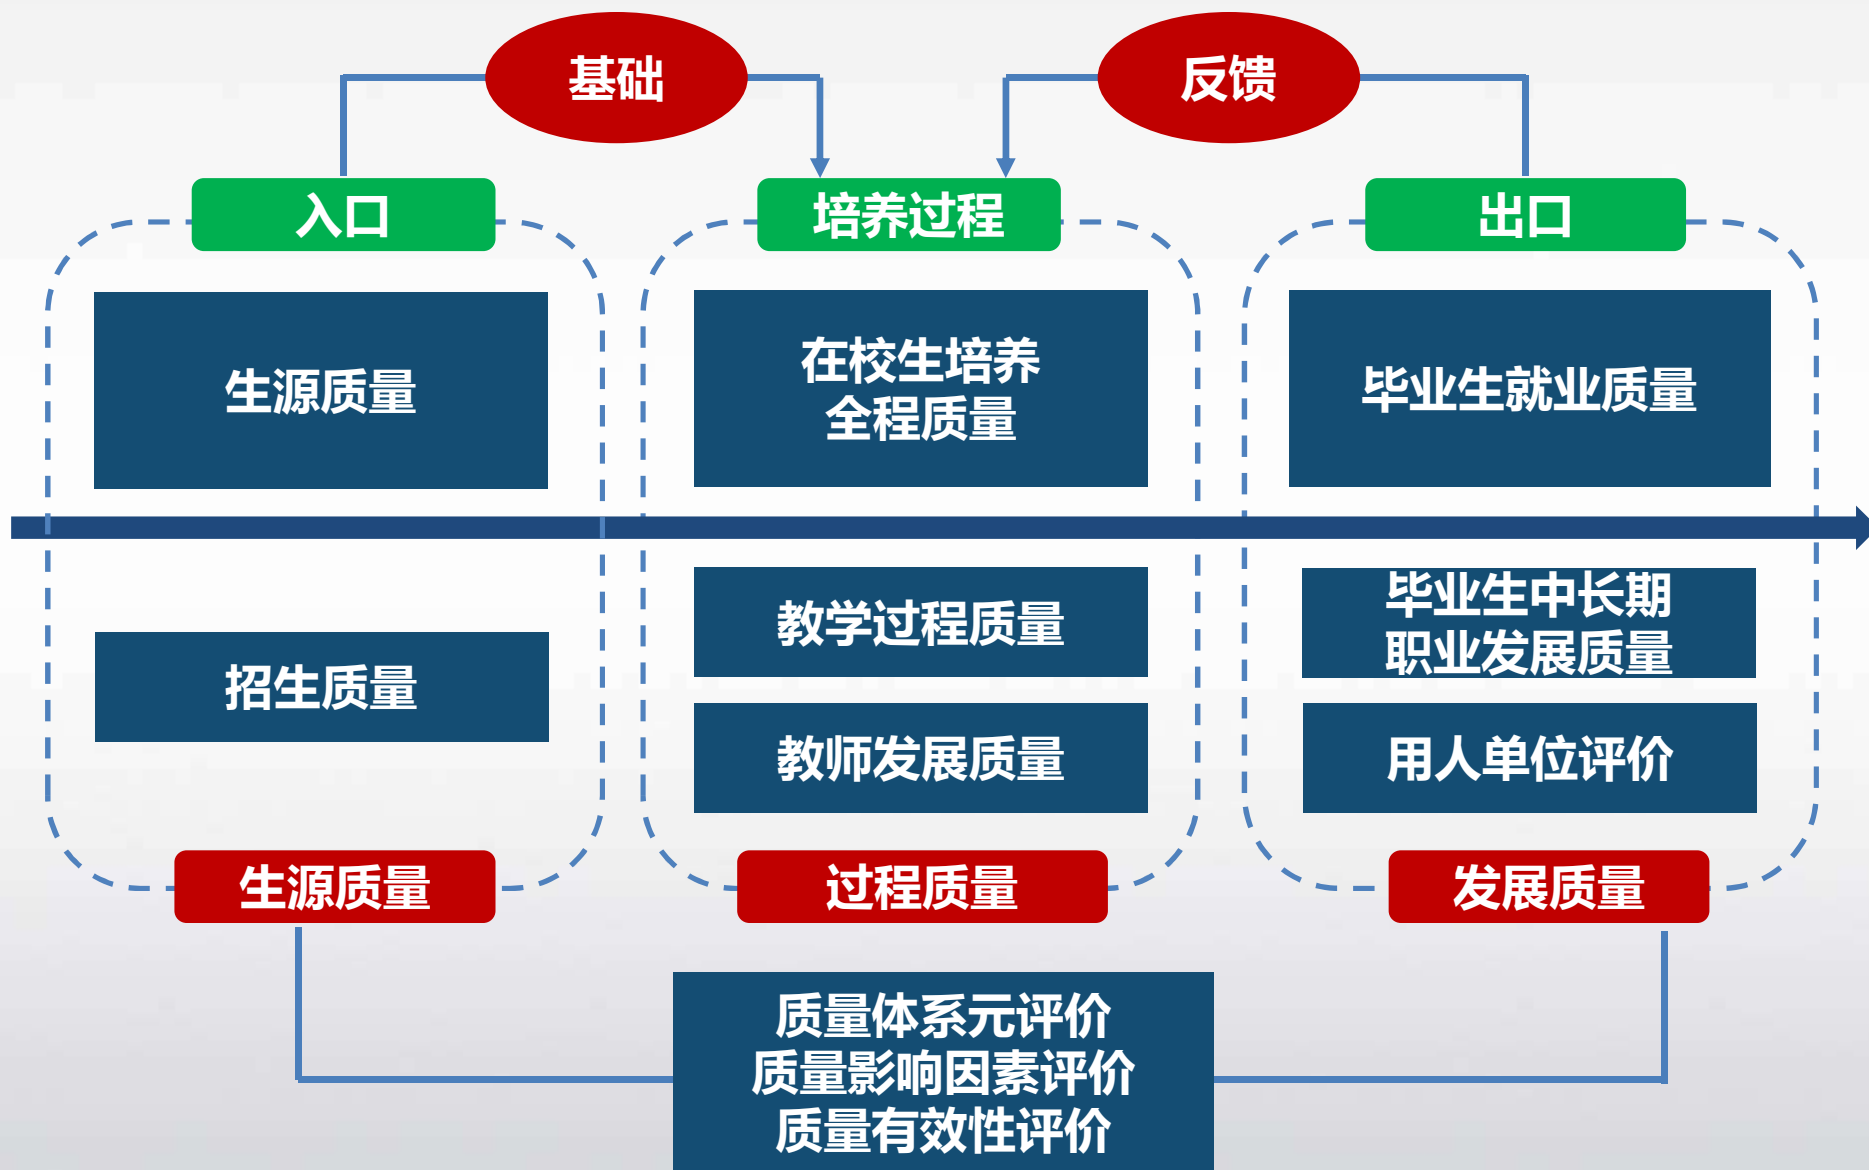 基础
反馈
入口
培养过程
出口
生源质量
在校生培养
全程质量
毕业生就业质量
招生质量
教学过程质量
教师发展质量
毕业生中长期
职业发展质量
用人单位评价
生源质量
过程质量
发展质量
质量体系元评价
质量影响因素评价
质量有效性评价